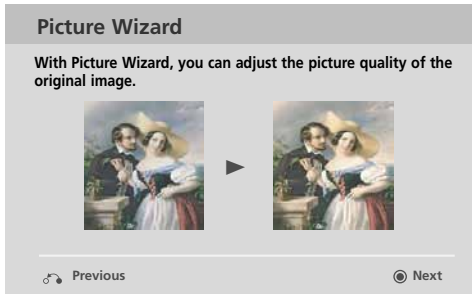 Picture Wizard
With Picture Wizard, you can adjust the picture quality of the
original image.
Previous
Next